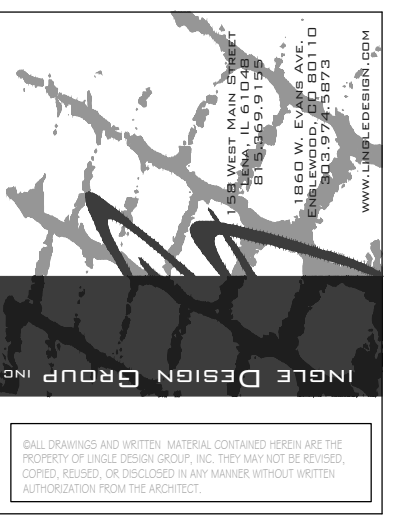 158 WEST MAIN STREET
LENA, IL 61048
815.369.9155
1860 W. EVANS AVE.
ENGLEWOOD, CO 80110
303.974.5873
WWW.LINGLEDESIGN.COM
INGLE DESIGN GROUP INC
©ALL DRAWINGS AND WRITTEN MATERIAL CONTAINED HEREIN ARE THE
PROPERTY OF LINGLE DESIGN GROUP, INC. THEY MAY NOT BE REVISED,
COPIED, REUSED, OR DISCLOSED IN ANY MANNER WITHOUT WRITTEN
AUTHORIZATION FROM THE ARCHITECT.